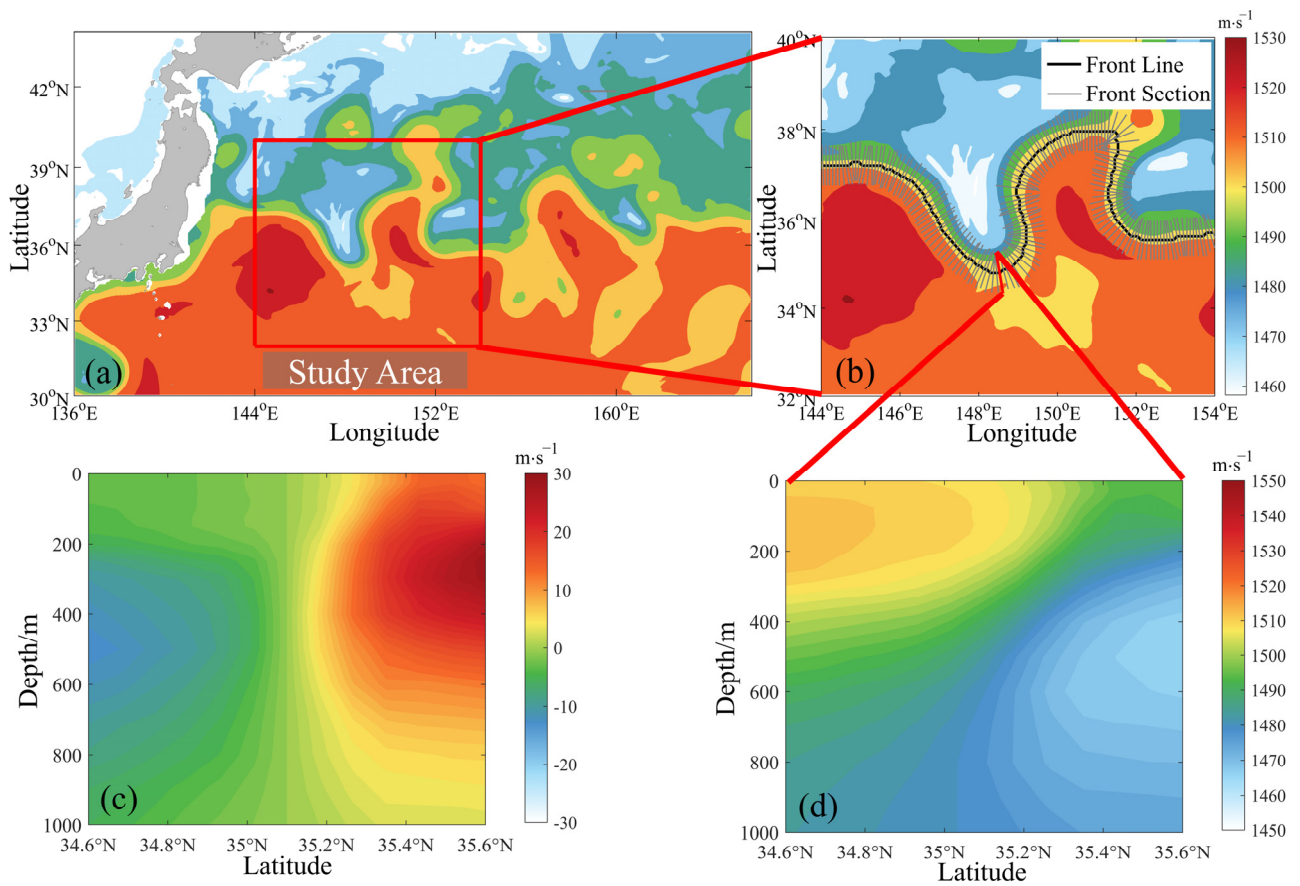 42°N
39°N
36°N
33°N
30°N
136°E
144°E
152°E
160°E
Latitude
Longitude
(a)
Study Area
m·s⁻¹
40°N
38°N
36°N
34°N
32°N
144°E
146°E
148°E
150°E
152°E
154°E
Latitude
Longitude
(b)
Front Line
Front Section
1530
1520
1510
1500
1490
1480
1470
1460
m·s⁻¹
0
200
400
600
800
1000
34.6°N
34.8°N
35°N
35.2°N
35.4°N
35.6°N
Depth/m
Latitude
(c)
30
20
10
0
-10
-20
-30
m·s⁻¹
0
200
400
600
800
1000
34.6°N
34.8°N
35°N
35.2°N
35.4°N
35.6°N
Depth/m
Latitude
(d)
1550
1540
1530
1520
1510
1500
1490
1480
1470
1460
1450